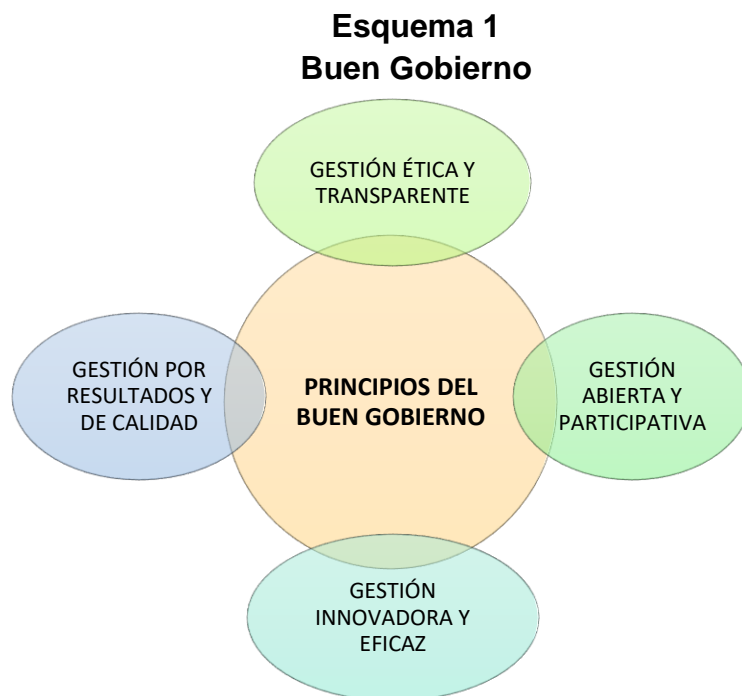 Esquema 1
Buen Gobierno
GESTIÓN ÉTICA Y
TRANSPARENTE
GESTIÓN POR
RESULTADOS Y
DE CALIDAD
PRINCIPIOS DEL
BUEN GOBIERNO
GESTIÓN
ABIERTA Y
PARTICIPATIVA
GESTIÓN
INNOVADORA Y
EFICAZ